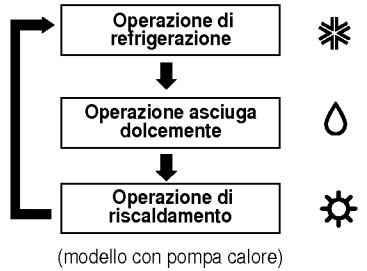 Operazione di
refrigerazione
Operazione asciuga
dolcemente
Operazione di
riscaldamento
(modello con pompa calore)